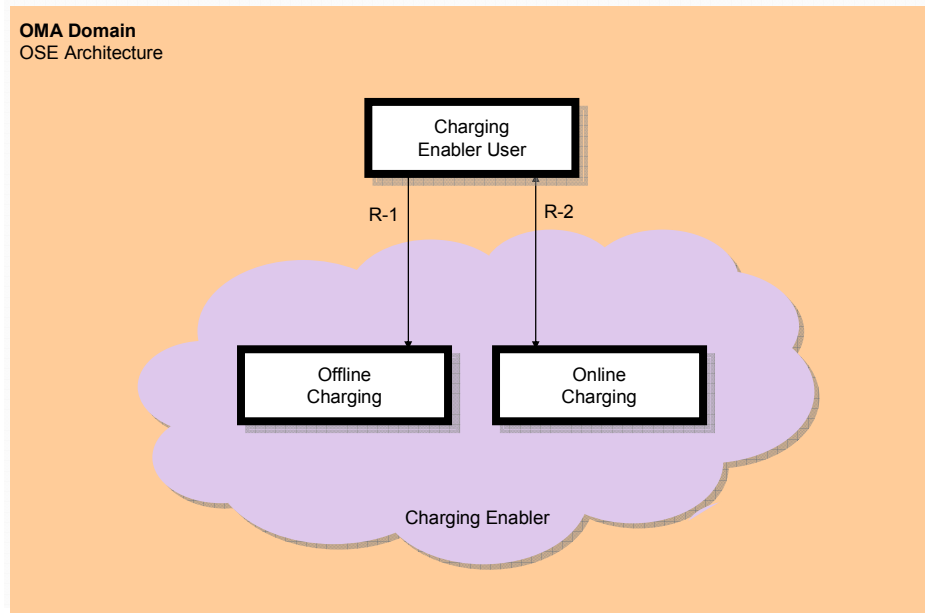 OMA Domain
OSE Architecture
Charging
Enabler User
R-1
R-2
Offline
Charging
Online
Charging
Charging Enabler